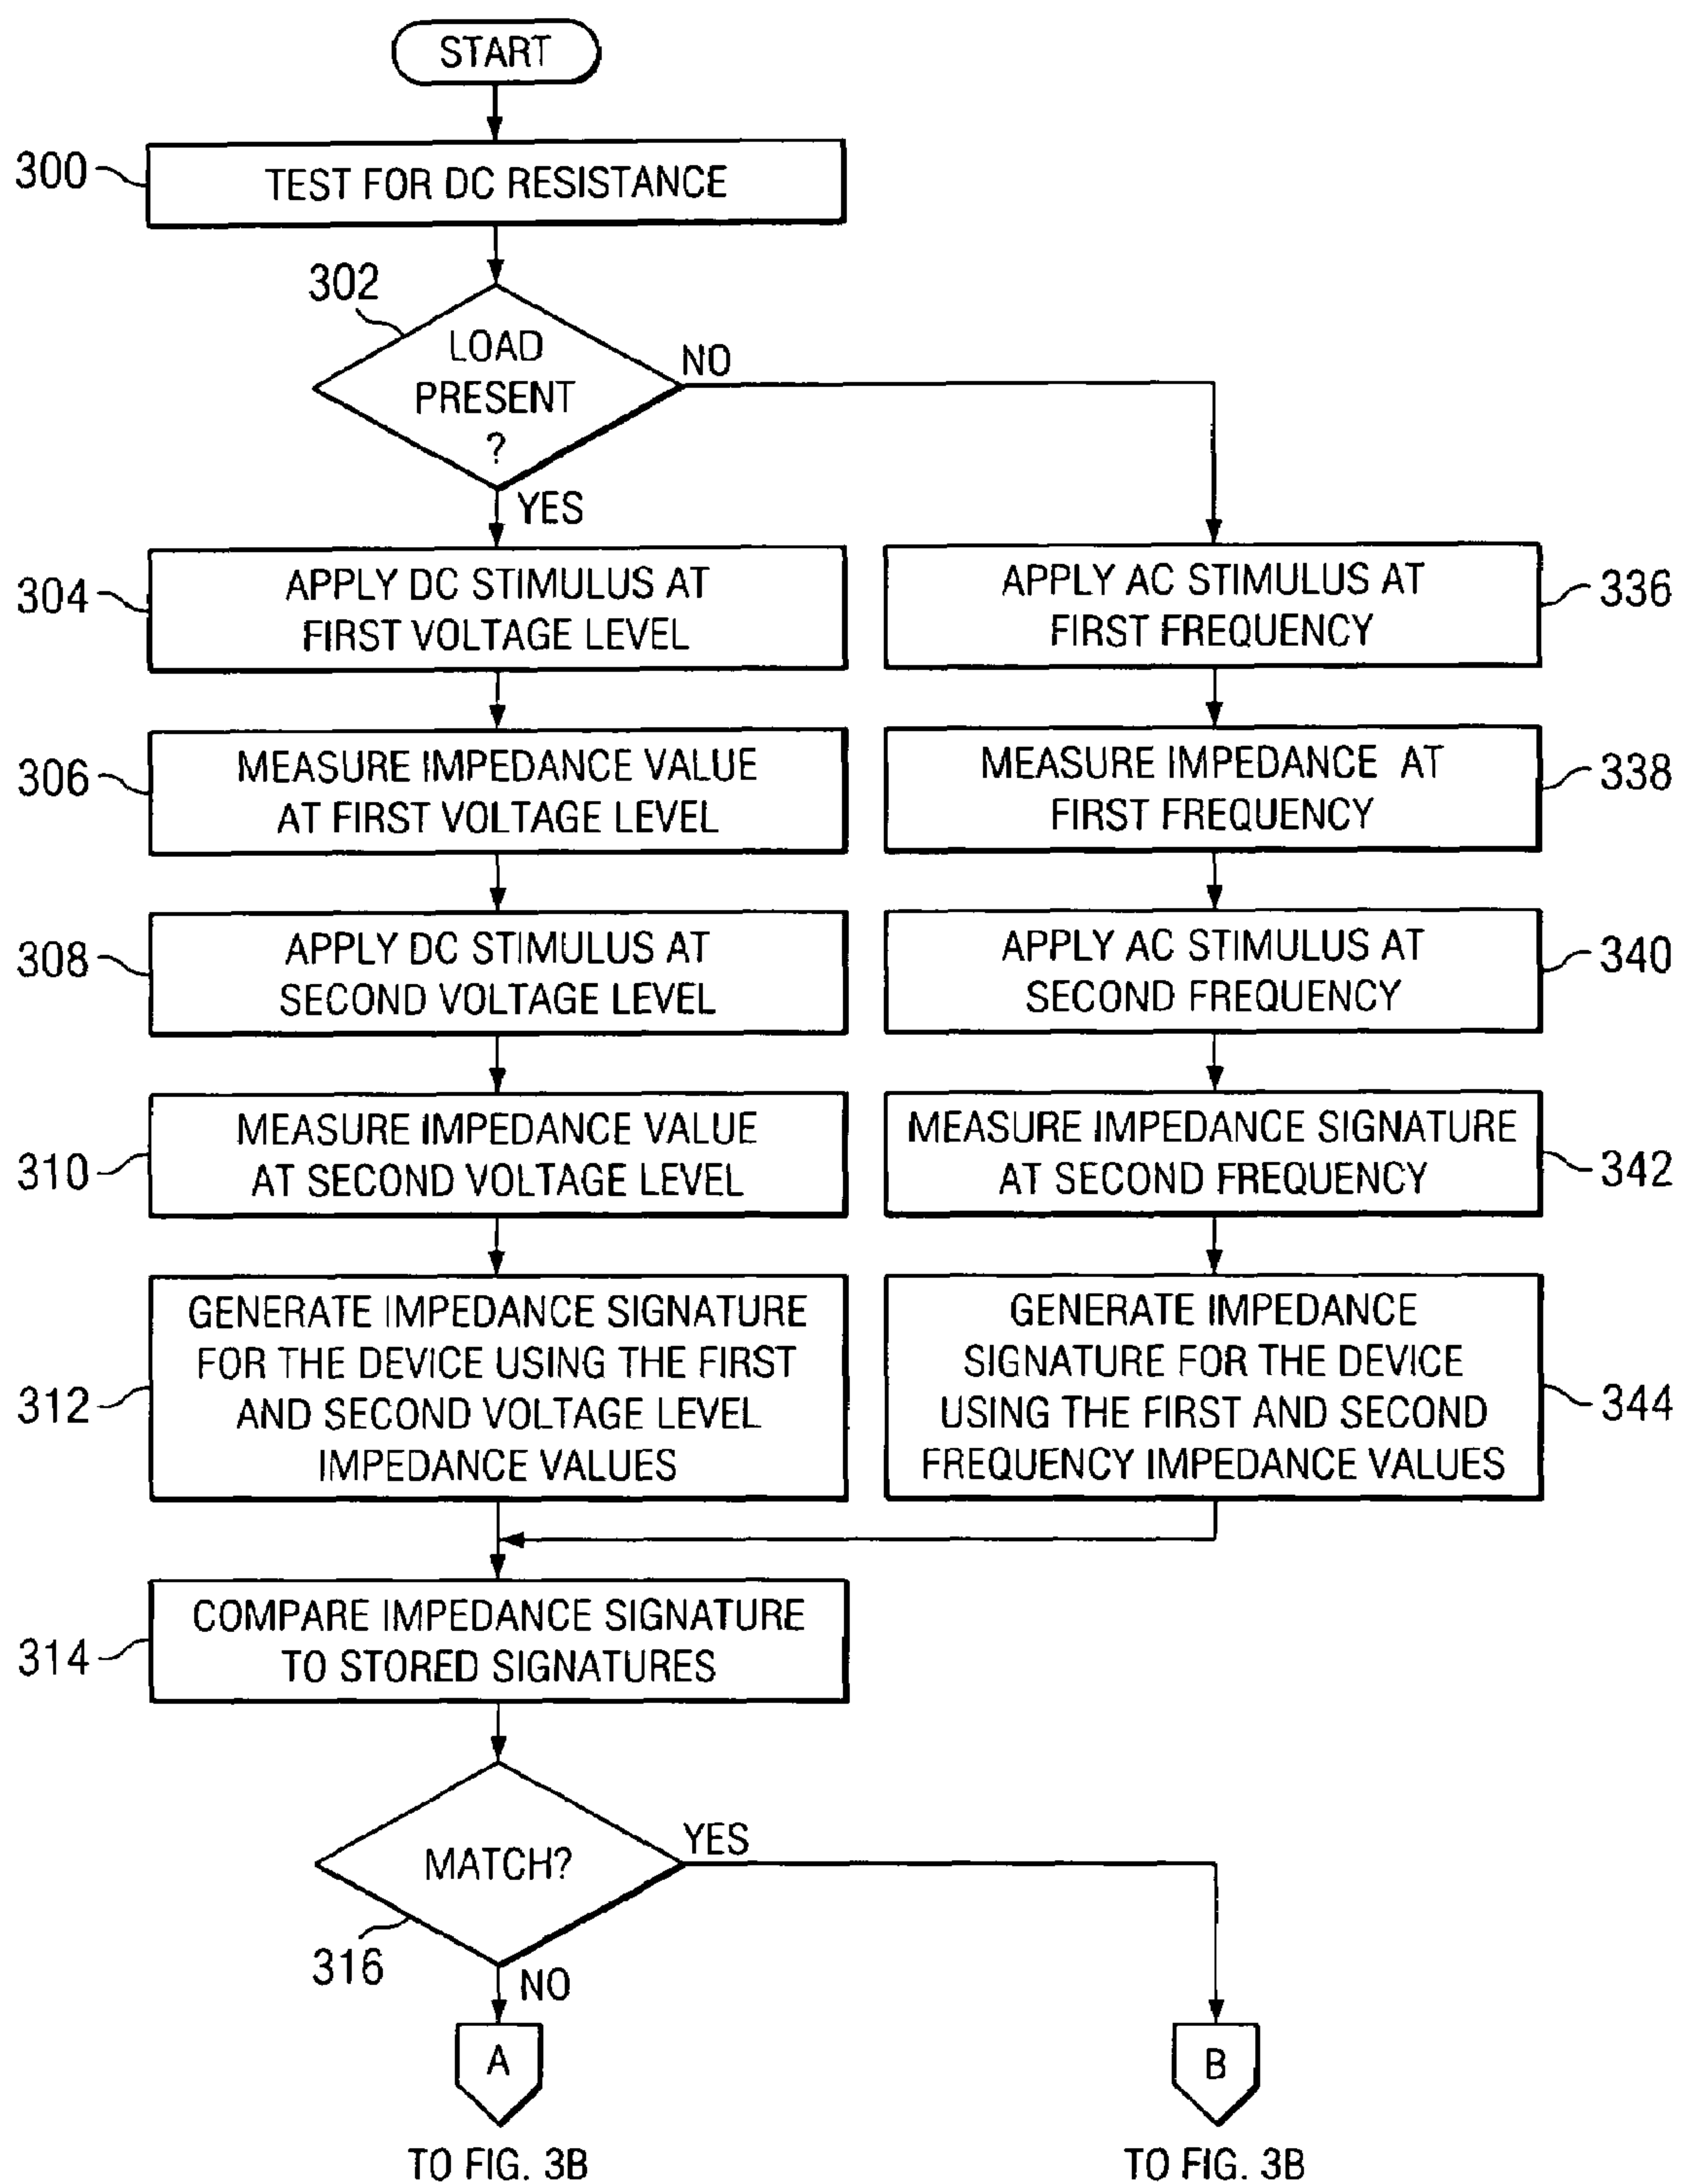 START
300
TEST FOR DC RESISTANCE
302
LOAD
PRESENT
?
NO
YES
304
APPLY DC STIMULUS AT
FIRST VOLTAGE LEVEL
APPLY AC STIMULUS AT
FIRST FREQUENCY
336
306
MEASURE IMPEDANCE VALUE
AT FIRST VOLTAGE LEVEL
MEASURE IMPEDANCE AT
FIRST FREQUENCY
338
308
APPLY DC STIMULUS AT
SECOND VOLTAGE LEVEL
APPLY AC STIMULUS AT
SECOND FREQUENCY
340
310
MEASURE IMPEDANCE VALUE
AT SECOND VOLTAGE LEVEL
MEASURE IMPEDANCE SIGNATURE
AT SECOND FREQUENCY
342
312
GENERATE IMPEDANCE SIGNATURE
FOR THE DEVICE USING THE FIRST
AND SECOND VOLTAGE LEVEL
IMPEDANCE VALUES
GENERATE IMPEDANCE
SIGNATURE FOR THE DEVICE
USING THE FIRST AND SECOND
FREQUENCY IMPEDANCE VALUES
344
314
COMPARE IMPEDANCE SIGNATURE
TO STORED SIGNATURES
MATCH?
YES
316
NO
A
B
TO FIG. 3B
TO FIG. 3B